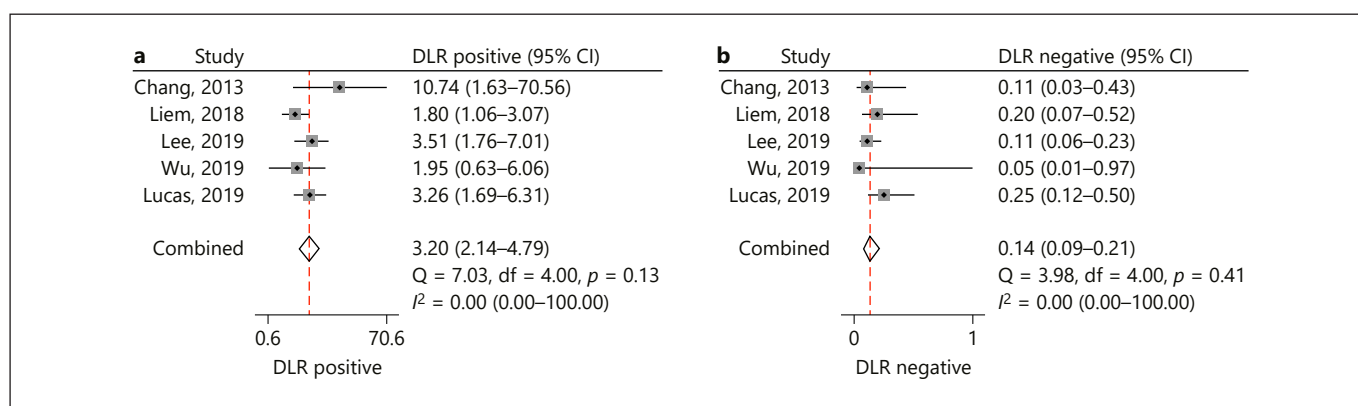 a Study DLR positive (95% CI)
Chang, 2013 10.74 (1.63–70.56)
Liem, 2018 1.80 (1.06–3.07)
Lee, 2019 3.51 (1.76–7.01)
Wu, 2019 1.95 (0.63–6.06)
Lucas, 2019 3.26 (1.69–6.31)
Combined 3.20 (2.14–4.79)
Q = 7.03, df = 4.00, p = 0.13
I² = 0.00 (0.00–100.00)
0.6 70.6
DLR positive
b Study DLR negative (95% CI)
Chang, 2013 0.11 (0.03–0.43)
Liem, 2018 0.20 (0.07–0.52)
Lee, 2019 0.11 (0.06–0.23)
Wu, 2019 0.05 (0.01–0.97)
Lucas, 2019 0.25 (0.12–0.50)
Combined 0.14 (0.09–0.21)
Q = 3.98, df = 4.00, p = 0.41
I² = 0.00 (0.00–100.00)
0 1
DLR negative